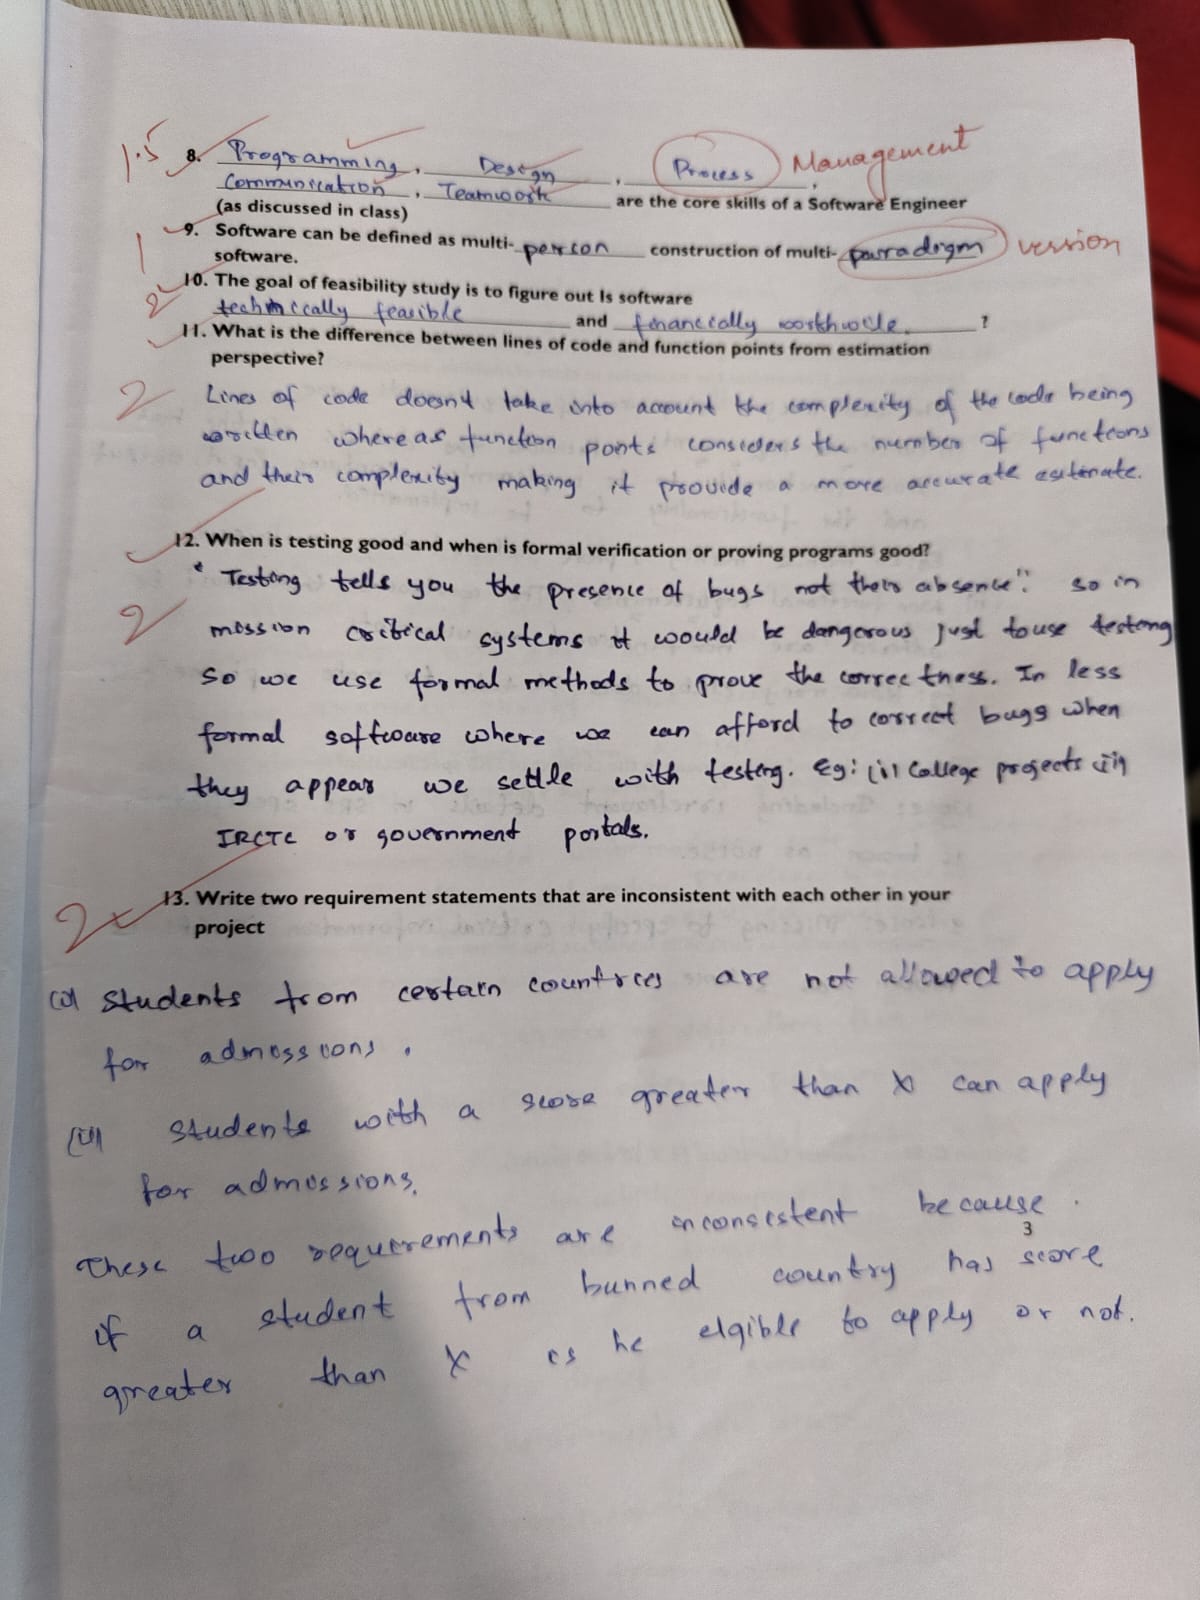 1.5 8. Programming, Design, Process, Management
Communication, Teamwork are the core skills of a Software Engineer
(as discussed in class)
1 9. Software can be defined as multi-person construction of multi-parradigm version
software.
2 10. The goal of feasibility study is to figure out Is software
technically feasible and financially worthwile. ?
11. What is the difference between lines of code and function points from estimation
perspective?
2 Lines of code doesnt take into account the complexity of the code being
written whereas function points considers the number of functions
and their complexity making it provide a more accurate estimate.
12. When is testing good and when is formal verification or proving programs good?
" Testing tells you the presence of bugs not their absence". So in
2 mission critical systems it would be dangerous just to use testing
So we use formal methods to prove the correctness. In less
formal software where we can afford to correct bugs when
they appear we settle with testing. Eg: (i) College projects (ii)
IRCTC or government portals.
2 13. Write two requirement statements that are inconsistent with each other in your
project
(i) Students from certain countries are not allowed to apply
for admissions.
(ii) Students with a score greater than X can apply
for admissions.
These two requirements are inconsistent because
3
if a student from bunned country has score
greater than X is he elgible to apply or not.